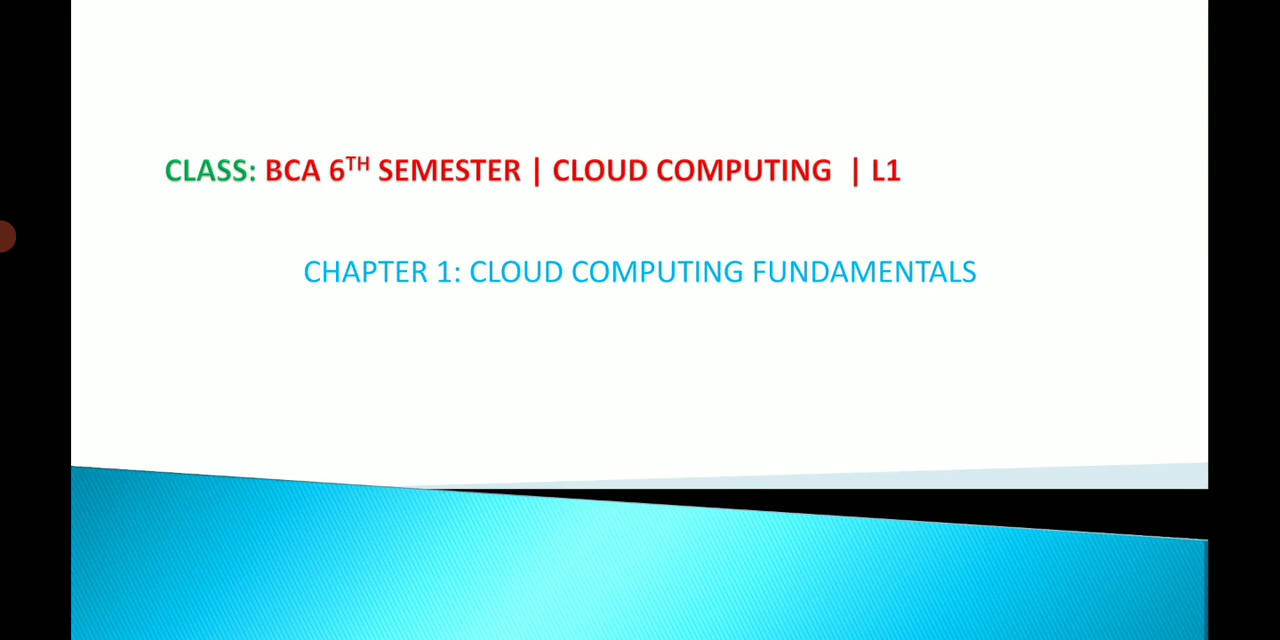 CLASS: BCA 6TH SEMESTER | CLOUD COMPUTING | L1
CHAPTER 1: CLOUD COMPUTING FUNDAMENTALS